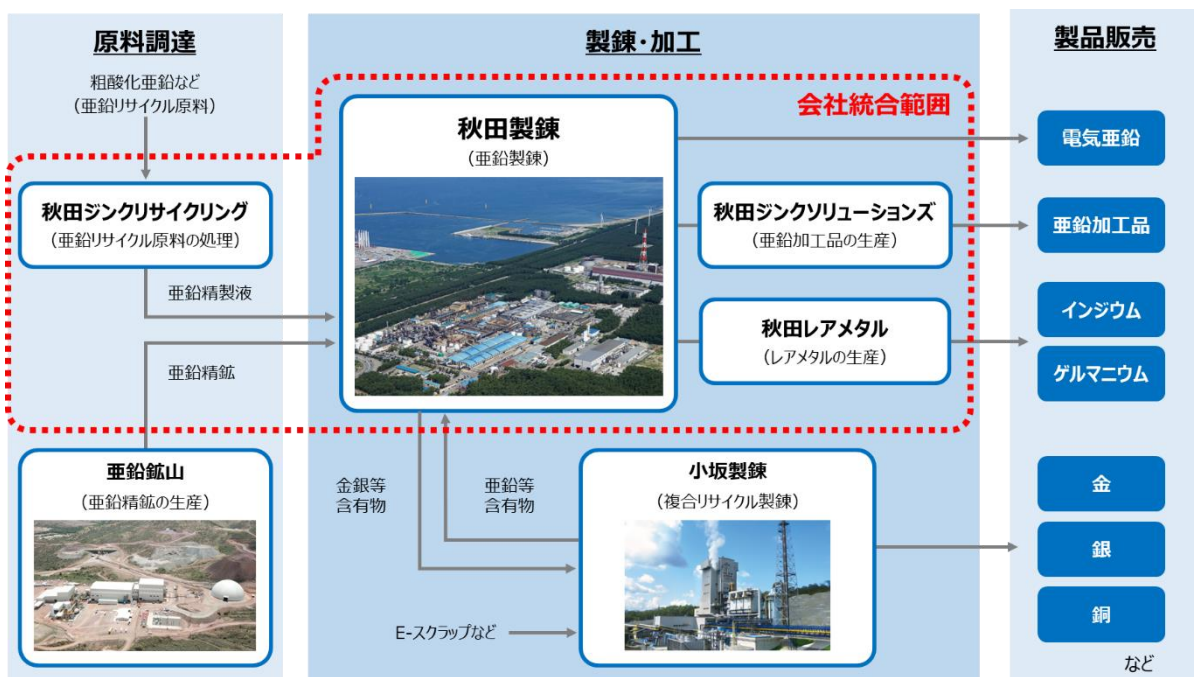 原料調達
粗酸化亜鉛など
（亜鉛リサイクル原料）
秋田ジンクリサイクリング
（亜鉛リサイクル原料の処理）
亜鉛精製液
亜鉛精鉱
亜鉛鉱山
（亜鉛精鉱の生産）
製錬・加工
会社統合範囲
秋田製錬
（亜鉛製錬）
秋田ジンクソリューションズ
（亜鉛加工品の生産）
秋田レアメタル
（レアメタルの生産）
金銀等
含有物
亜鉛等
含有物
小坂製錬
（複合リサイクル製錬）
E-スクラップなど
製品販売
電気亜鉛
亜鉛加工品
インジウム
ゲルマニウム
金
銀
銅
など